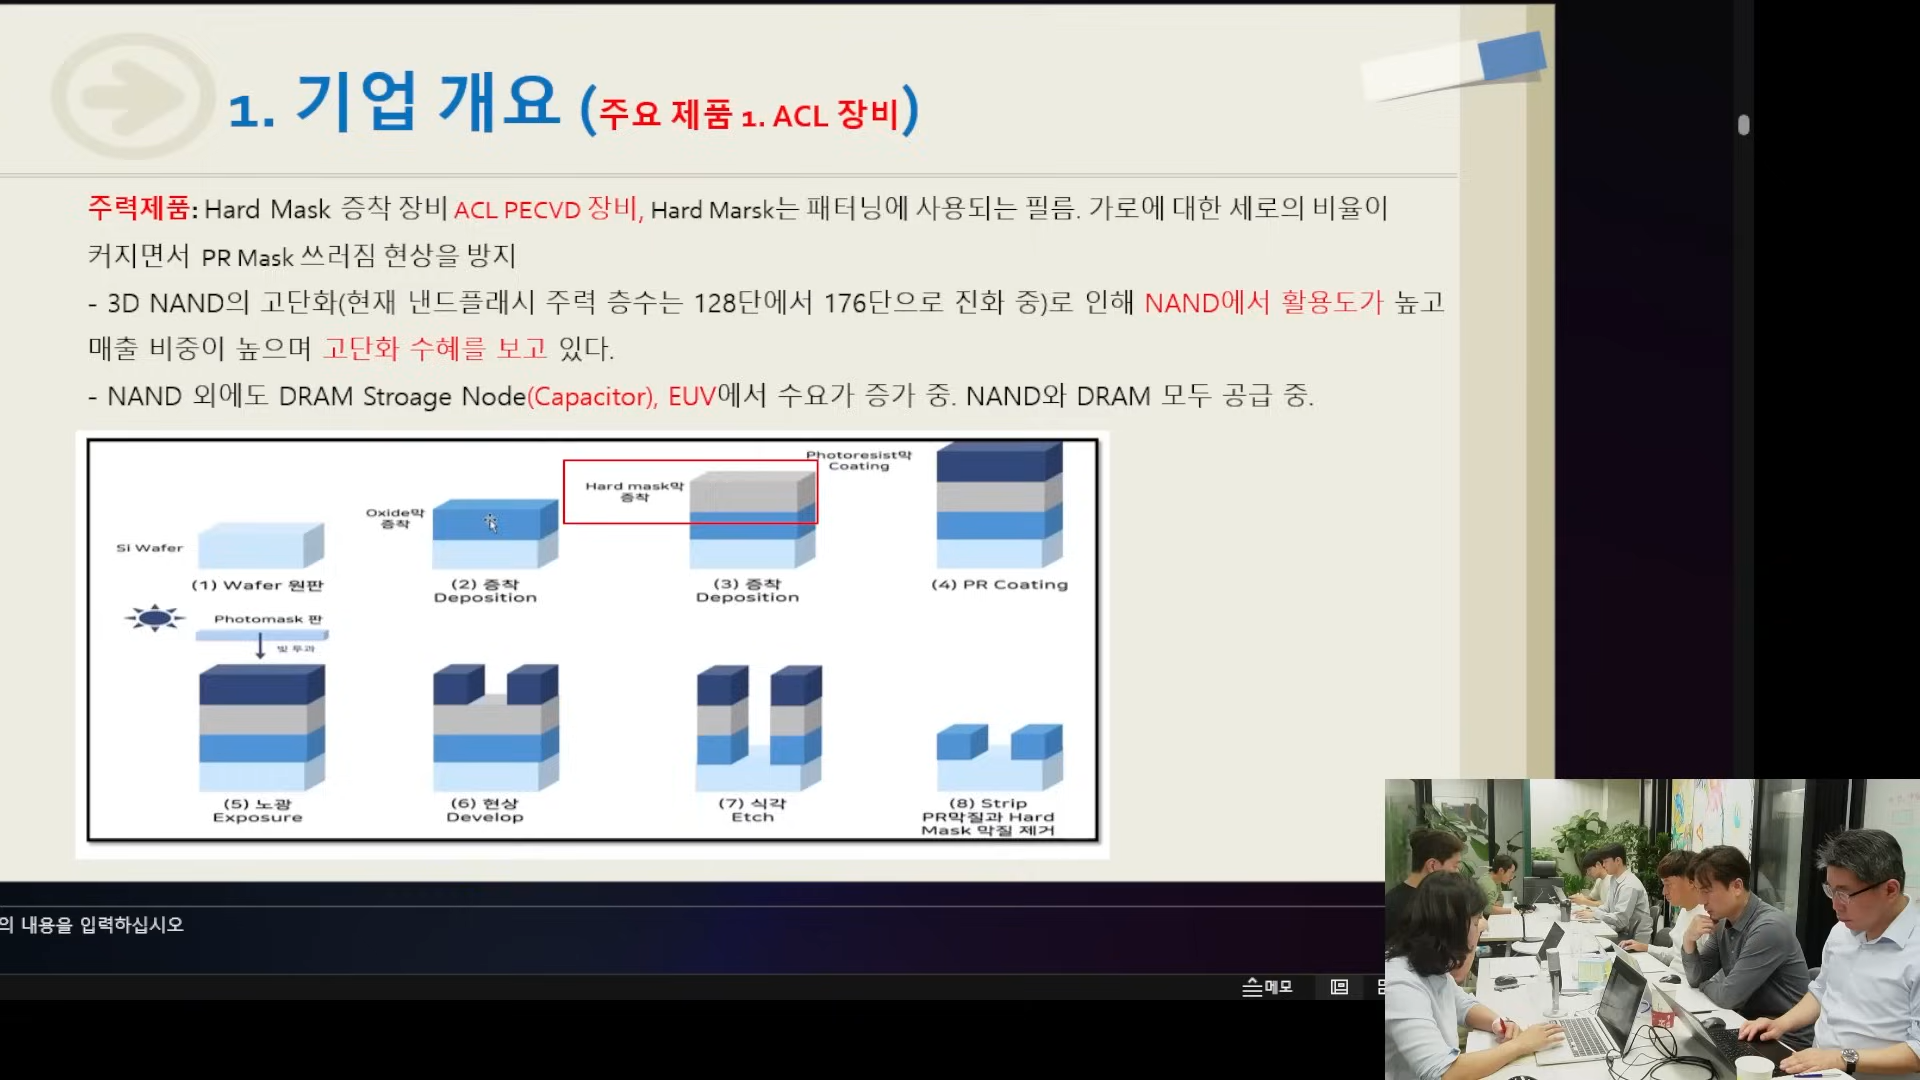 1. 기업 개요 (주요 제품 1. ACL 장비)
주력제품: Hard Mask 증착 장비 ACL PECVD 장비, Hard Marsk는 패터닝에 사용되는 필름. 가로에 대한 세로의 비율이
커지면서 PR Mask 쓰러짐 현상을 방지
- 3D NAND의 고단화(현재 낸드플래시 주력 층수는 128단에서 176단으로 진화 중)로 인해 NAND에서 활용도가 높고
매출 비중이 높으며 고단화 수혜를 보고 있다.
- NAND 외에도 DRAM Stroage Node(Capacitor), EUV에서 수요가 증가 중. NAND와 DRAM 모두 공급 중.
Si Wafer
(1) Wafer 원판
Oxide막
증착
(2) 증착
Deposition
Hard mask막
증착
(3) 증착
Deposition
Photoresist막
Coating
(4) PR Coating
Photomask 판
빛 투과
(5) 노광
Exposure
(6) 현상
Develop
(7) 식각
Etch
(8) Strip
PR막질과 Hard
Mask 막질 제거
의 내용을 입력하십시오
메모